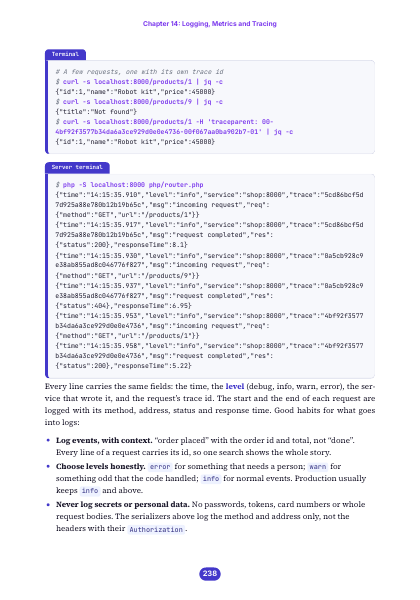 Chapter 14: Logging, Metrics and Tracing
Terminal
# A few requests, one with its own trace id
$ curl -s localhost:8000/products/1 | jq -c
{"id":1,"name":"Robot kit","price":45000}
$ curl -s localhost:8000/products/9 | jq -c
{"title":"Not found"}
$ curl -s localhost:8000/products/1 -H 'traceparent: 00-
4bf92f3577b34da6a3ce929d0e0e4736-00f067aa0ba902b7-01' | jq -c
{"id":1,"name":"Robot kit","price":45000}
Server terminal
$ php -S localhost:8000 php/router.php
{"time":"14:15:35.910","level":"info","service":"shop:8000","trace":"5cd86bcf5d
7d925a88e780b12b19b65c","msg":"incoming request","req":
{"method":"GET","url":"/products/1"}}
{"time":"14:15:35.917","level":"info","service":"shop:8000","trace":"5cd86bcf5d
7d925a88e780b12b19b65c","msg":"request completed","res":
{"status":200},"responseTime":8.1}
{"time":"14:15:35.930","level":"info","service":"shop:8000","trace":"8a5cb928c9
e38ab855ad8c046776f827","msg":"incoming request","req":
{"method":"GET","url":"/products/9"}}
{"time":"14:15:35.937","level":"info","service":"shop:8000","trace":"8a5cb928c9
e38ab855ad8c046776f827","msg":"request completed","res":
{"status":404},"responseTime":6.95}
{"time":"14:15:35.953","level":"info","service":"shop:8000","trace":"4bf92f3577
b34da6a3ce929d0e0e4736","msg":"incoming request","req":
{"method":"GET","url":"/products/1"}}
{"time":"14:15:35.958","level":"info","service":"shop:8000","trace":"4bf92f3577
b34da6a3ce929d0e0e4736","msg":"request completed","res":
{"status":200},"responseTime":5.22}
Every line carries the same fields: the time, the level (debug, info, warn, error), the ser-
vice that wrote it, and the request's trace id. The start and the end of each request are
logged with its method, address, status and response time. Good habits for what goes
into logs:
• Log events, with context. "order placed" with the order id and total, not "done".
Every line of a request carries its id, so one search shows the whole story.
• Choose levels honestly. error for something that needs a person; warn for
something odd that the code handled; info for normal events. Production usually
keeps info and above.
• Never log secrets or personal data. No passwords, tokens, card numbers or whole
request bodies. The serializers above log the method and address only, not the
headers with their Authorization.
238